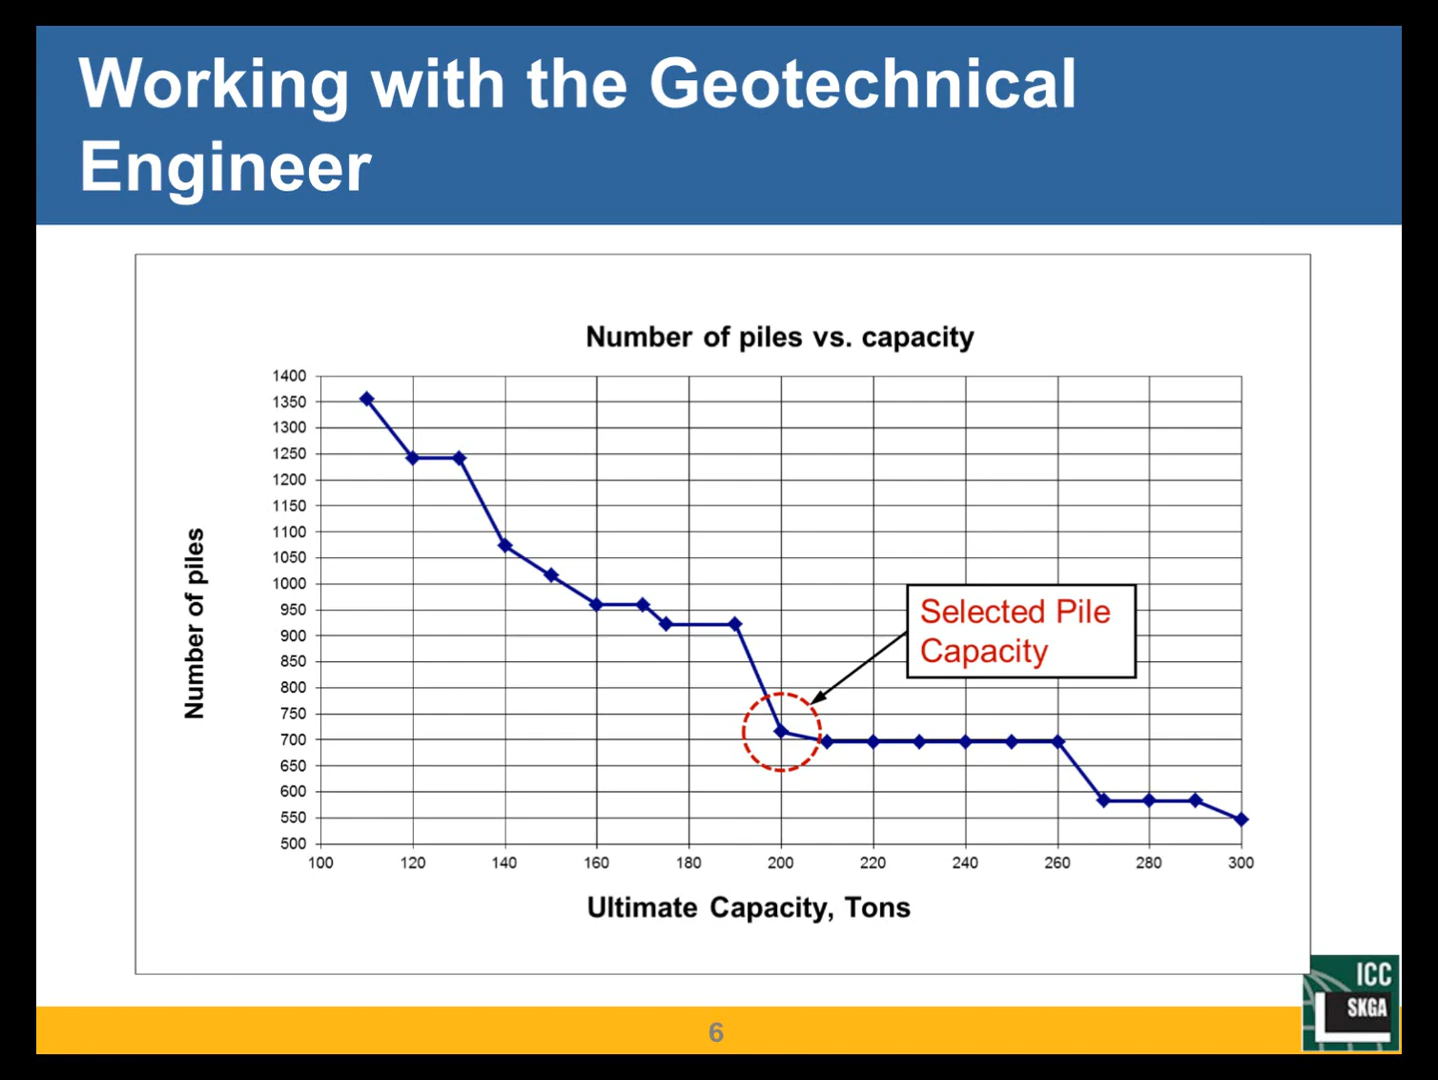 Working with the Geotechnical
Engineer
Number of piles vs. capacity
1400
1350
1300
1250
1200
1150
1100
1050
1000
950
900
850
800
750
700
650
600
550
500
Number of piles
Selected Pile
Capacity
100 120 140 160 180 200 220 240 260 280 300
Ultimate Capacity, Tons
ICC
SKGA
6